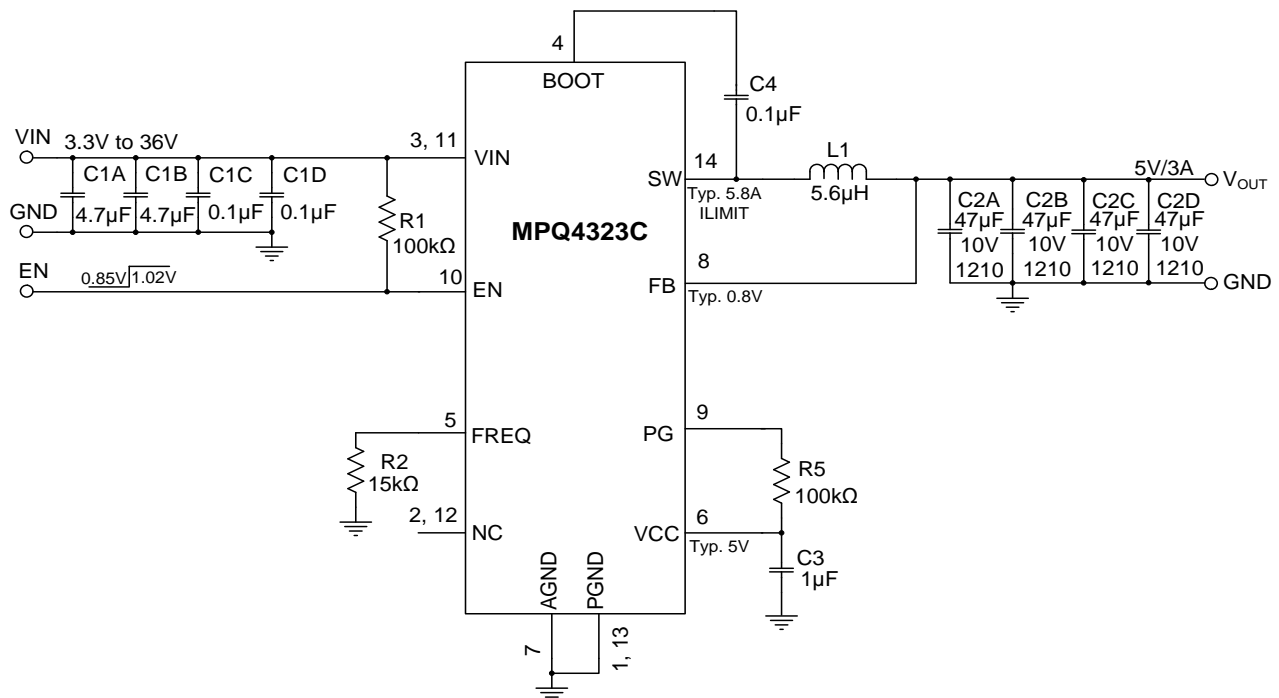 4
BOOT
C4
0.1µF
VIN
3.3V to 36V
3, 11
VIN
C1A
C1B
C1C
C1D
4.7µF
4.7µF
0.1µF
0.1µF
GND
R1
100kΩ
EN
0.85V
1.02V
10
EN
MPQ4323C
14
SW
Typ. 5.8A
ILIMIT
L1
5.6µH
5V/3A
VOUT
C2A
47µF
10V
1210
C2B
47µF
10V
1210
C2C
47µF
10V
1210
C2D
47µF
10V
1210
GND
8
FB
Typ. 0.8V
5
FREQ
R2
15kΩ
2, 12
NC
9
PG
R5
100kΩ
6
VCC
Typ. 5V
C3
1µF
AGND
PGND
7
1, 13